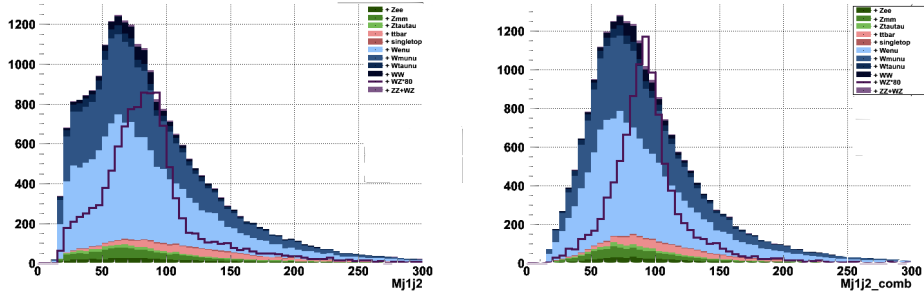 1200
1000
800
600
400
200
0
0 50 100 150 200 250 300
Mj1j2
+ Zee
+ Zmm
+ Ztautau
+ ttbar
+ singletop
+ Wenu
+ Wmunu
+ Wtaunu
+ WW
+ WZ*80
+ ZZ+WZ
1200
1000
800
600
400
200
0
0 50 100 150 200 250 300
Mj1j2_comb
+ Zee
+ Zmm
+ Ztautau
+ ttbar
+ singletop
+ Wenu
+ Wmunu
+ Wtaunu
+ WW
+ WZ*80
+ ZZ+WZ